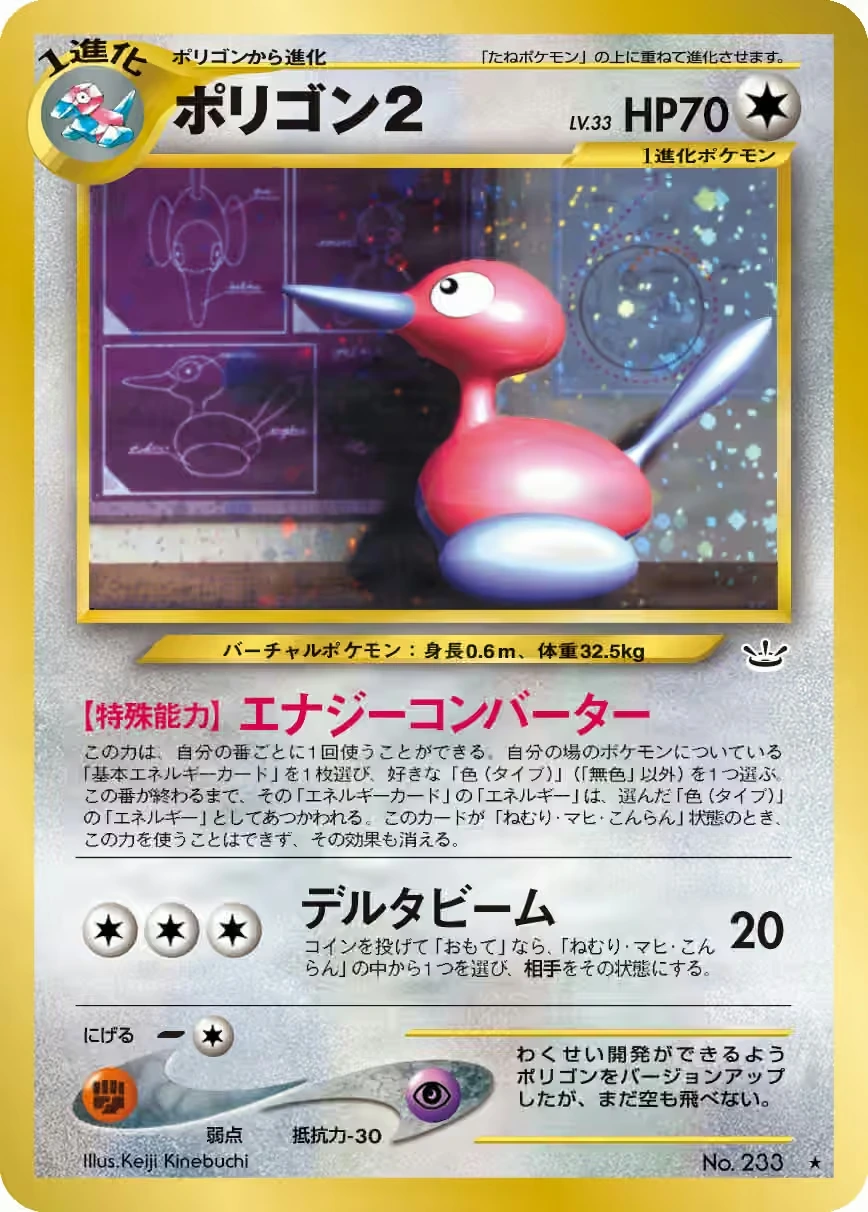 1進化
ポリゴンから進化
「たねポケモン」の上に重ねて進化させます。
ポリゴン2
LV.33 HP70
1進化ポケモン
バーチャルポケモン：身長0.6m、体重32.5kg
【特殊能力】エナジーコンバーター
この力は、自分の番ごとに1回使うことができる。自分の場のポケモンについている
「基本エネルギーカード」を1枚選び、好きな「色（タイプ）」（「無色」以外）を1つ選ぶ。
この番が終わるまで、その「エネルギーカード」の「エネルギー」は、選んだ「色（タイプ）」
の「エネルギー」としてあつかわれる。このカードが「ねむり・マヒ・こんらん」状態のとき、
この力を使うことはできず、その効果も消える。
デルタビーム
20
コインを投げて「おもて」なら、「ねむり・マヒ・こん
らん」の中から1つを選び、相手をその状態にする。
にげる
弱点
抵抗力-30
わくせい開発ができるよう
ポリゴンをバージョンアップ
したが、まだ空も飛べない。
Illus.Keiji Kinebuchi
No. 233 ★